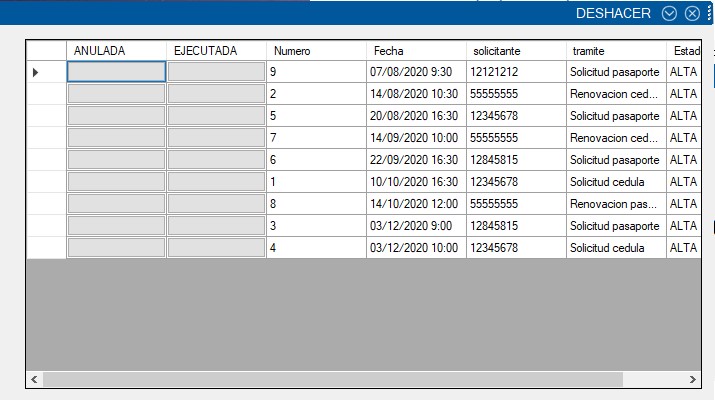 DESHACER
ANULADA EJECUTADA Numero Fecha solicitante tramite Estad
9 07/08/2020 9:30 12121212 Solicitud pasaporte ALTA
2 14/08/2020 10:30 55555555 Renovacion ced... ALTA
5 20/08/2020 16:30 12345678 Solicitud pasaporte ALTA
7 14/09/2020 10:00 55555555 Renovacion ced... ALTA
6 22/09/2020 16:30 12845815 Solicitud pasaporte ALTA
1 10/10/2020 16:30 12345678 Solicitud cedula ALTA
8 14/10/2020 12:00 55555555 Renovacion pas... ALTA
3 03/12/2020 9:00 12845815 Solicitud pasaporte ALTA
4 03/12/2020 10:00 12345678 Solicitud cedula ALTA